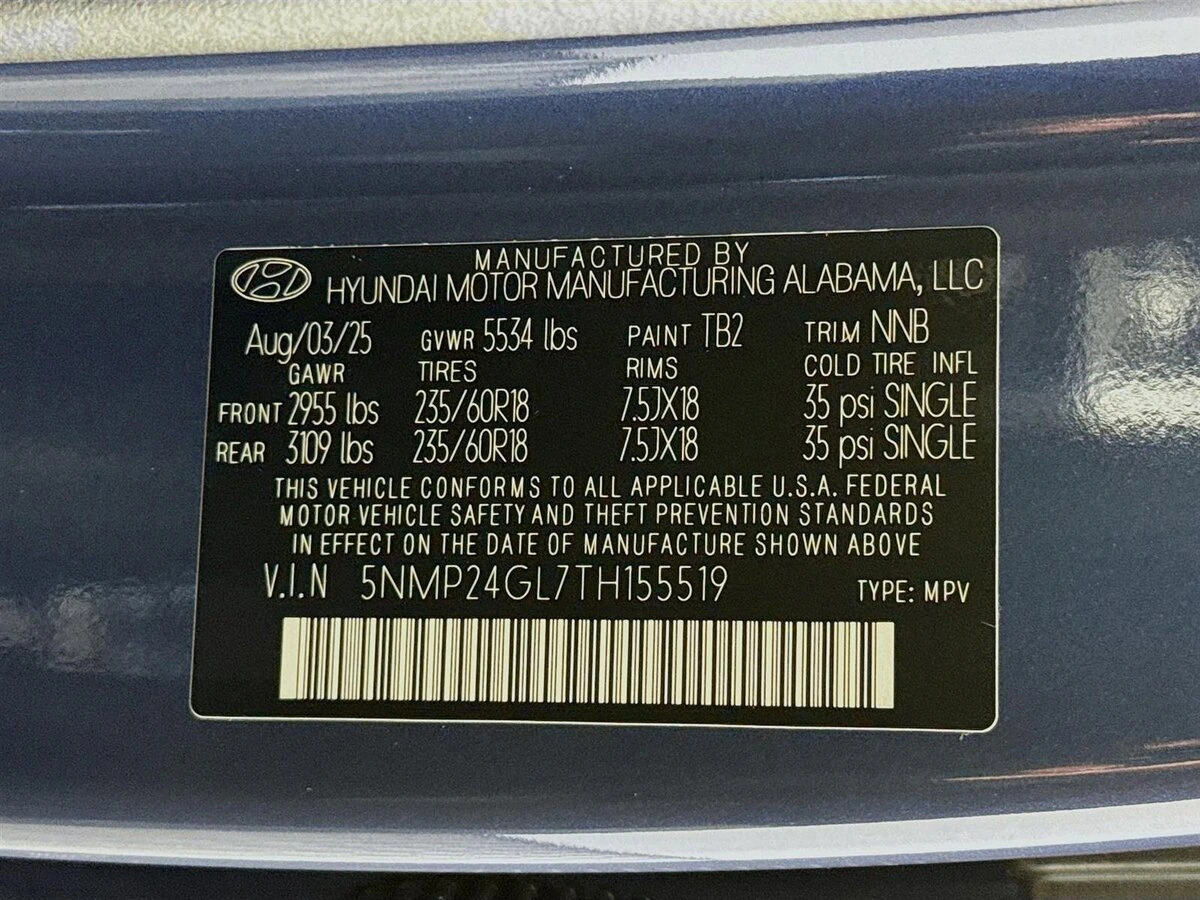 MANUFACTURED BY
HYUNDAI MOTOR MANUFACTURING ALABAMA, LLC
Aug/03/25 GVWR 5534 lbs PAINT TB2 TRIM NNB
GAWR TIRES RIMS COLD TIRE INFL
FRONT 2955 lbs 235/60R18 7.5JX18 35 psi SINGLE
REAR 3109 lbs 235/60R18 7.5JX18 35 psi SINGLE
THIS VEHICLE CONFORMS TO ALL APPLICABLE U.S.A. FEDERAL
MOTOR VEHICLE SAFETY AND THEFT PREVENTION STANDARDS
IN EFFECT ON THE DATE OF MANUFACTURE SHOWN ABOVE
V.I.N 5NMP24GL7TH155519 TYPE: MPV